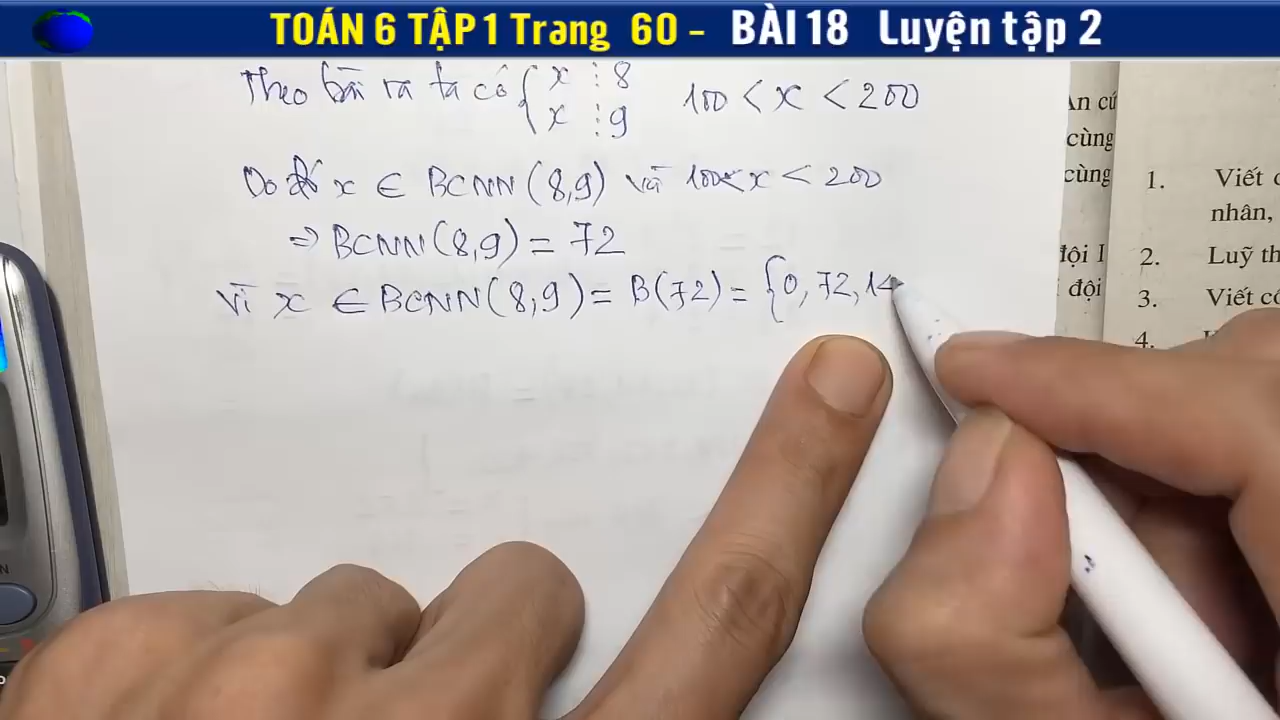 TOÁN 6 TẬP 1 Trang 60 - BÀI 18 Luyện tập 2
Theo bài ra ta có { x ⋮ 8
x ⋮ 9
100 < x < 200
Do đó x ∈ BCNN(8,9) và 100 < x < 200
⇒ BCNN(8,9) = 72
Vì x ∈ BCNN(8,9) = B(72) = {0, 72, 14
cùng
cùng
đội I
đội
1. Viết
nhân,
2. Luỹ th
3. Viết
4.
N